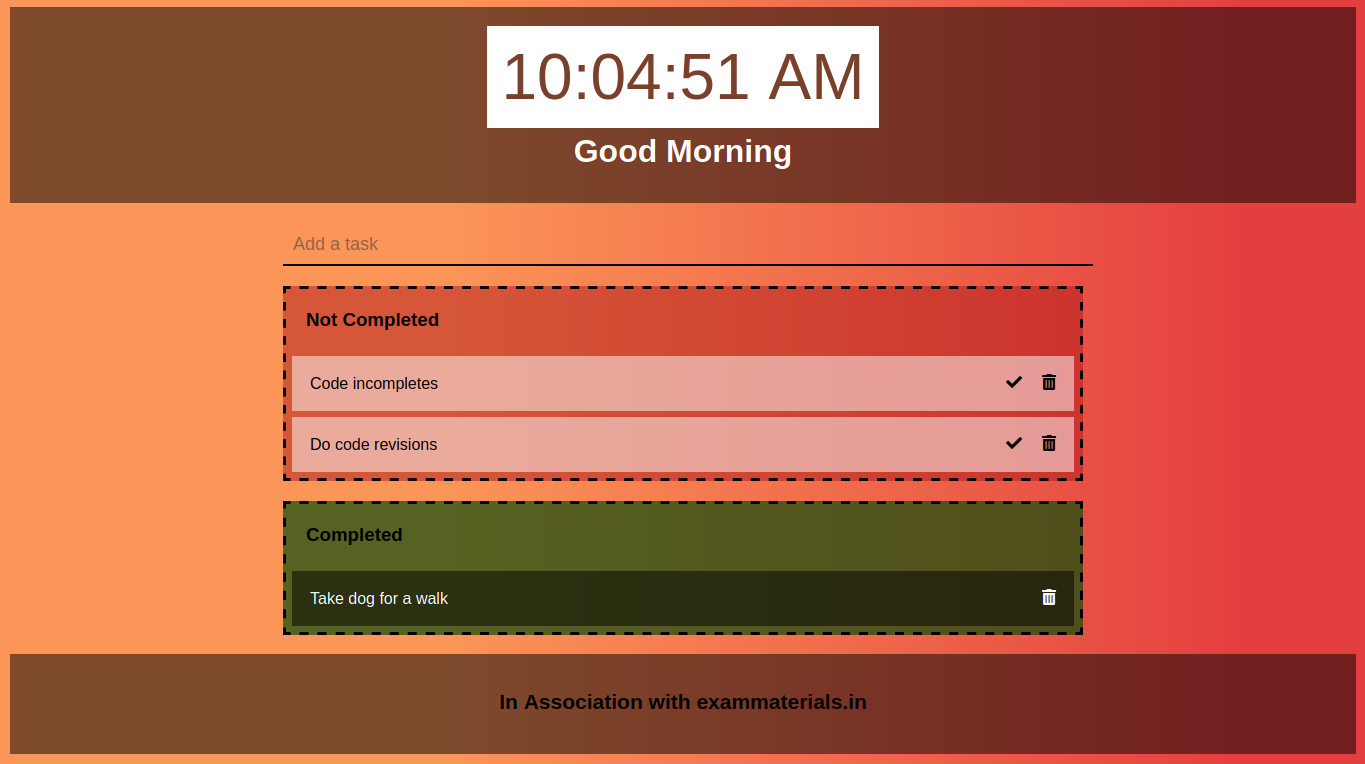 10:04:51 AM
Good Morning
Add a task
Not Completed
Code incompletes
Do code revisions
Completed
Take dog for a walk
In Association with exammaterials.in